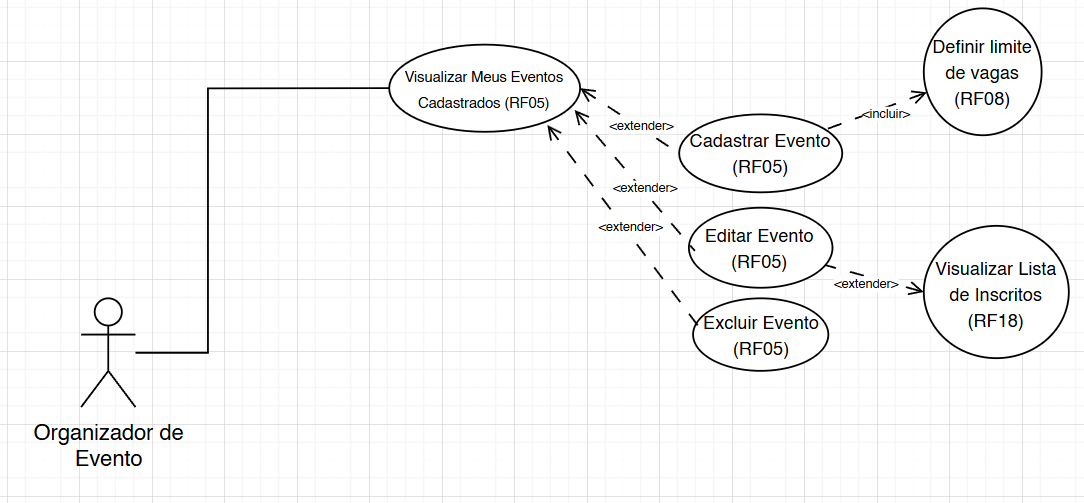 Visualizar Meus Eventos
Cadastrados (RF05)
<extender>
<extender>
<extender>
Cadastrar Evento
(RF05)
<incluir>
Definir limite
de vagas
(RF08)
Editar Evento
(RF05)
<extender>
Visualizar Lista
de Inscritos
(RF18)
Excluir Evento
(RF05)
Organizador de
Evento